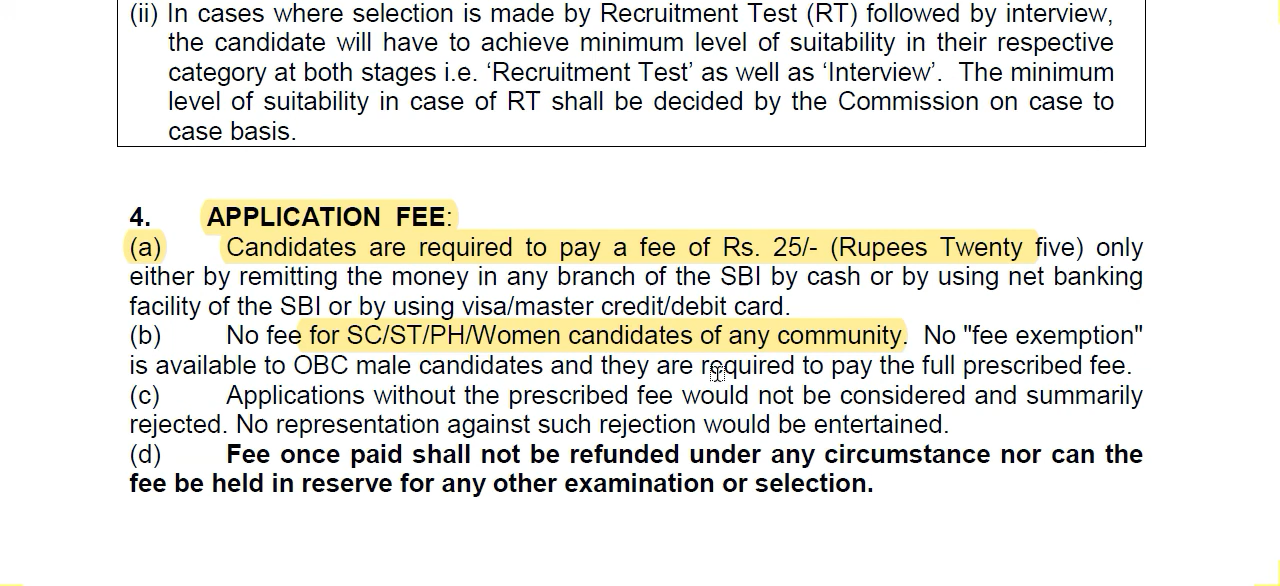 (ii) In cases where selection is made by Recruitment Test (RT) followed by interview,
the candidate will have to achieve minimum level of suitability in their respective
category at both stages i.e. ‘Recruitment Test’ as well as ‘Interview’. The minimum
level of suitability in case of RT shall be decided by the Commission on case to
case basis.
4. APPLICATION FEE:
(a) Candidates are required to pay a fee of Rs. 25/- (Rupees Twenty five) only
either by remitting the money in any branch of the SBI by cash or by using net banking
facility of the SBI or by using visa/master credit/debit card.
(b) No fee for SC/ST/PH/Women candidates of any community. No "fee exemption"
is available to OBC male candidates and they are required to pay the full prescribed fee.
(c) Applications without the prescribed fee would not be considered and summarily
rejected. No representation against such rejection would be entertained.
(d) Fee once paid shall not be refunded under any circumstance nor can the
fee be held in reserve for any other examination or selection.